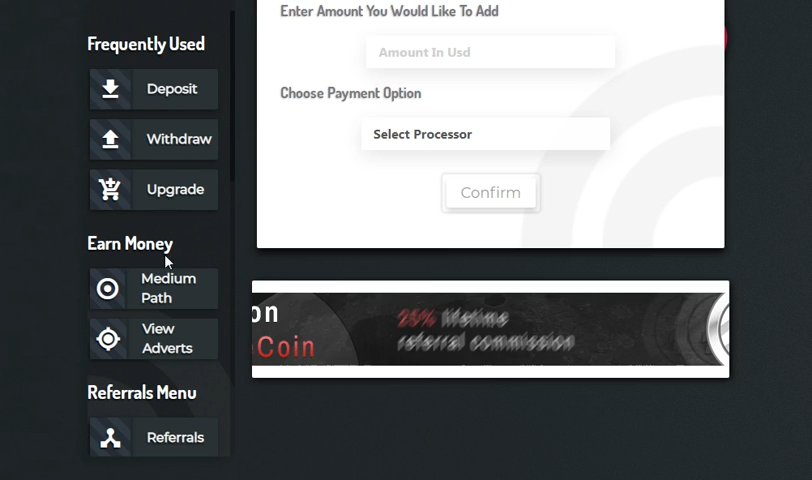 Frequently Used
Deposit
Withdraw
Upgrade
Earn Money
Medium
Path
View
Adverts
Referrals Menu
Referrals
Enter Amount You Would Like To Add
Amount In Usd
Choose Payment Option
Select Processor
Confirm
on
Coin
25% lifetime
referral commission